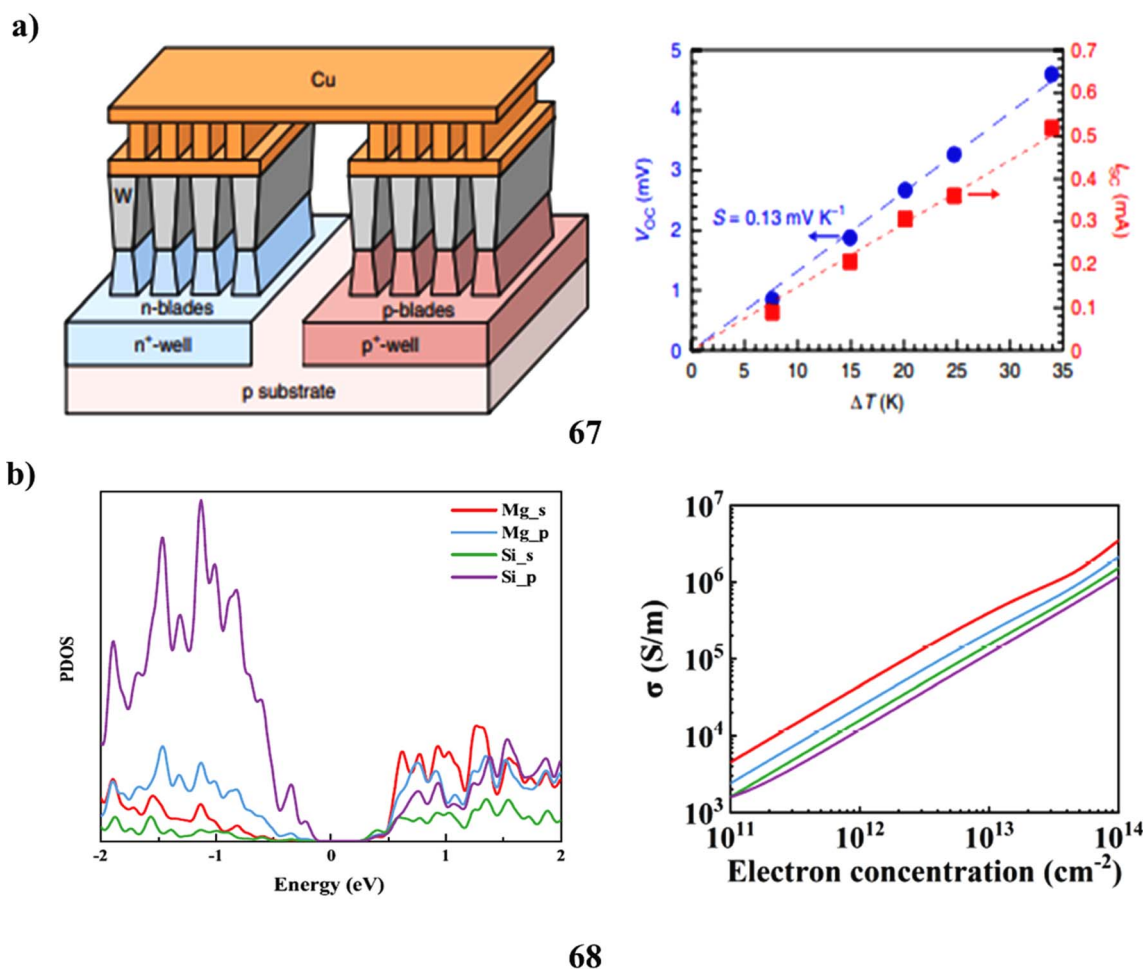 a)
Cu
W
n-blades
p-blades
n⁺-well
p⁺-well
p substrate
5
4
3
2
1
0
V_OC (mV)
S = 0.13 mV K⁻¹
0.7
0.6
0.5
0.4
0.3
0.2
0.1
0
I_SC (mA)
0 5 10 15 20 25 30 35
ΔT (K)
67
b)
PDOS
Mg_s
Mg_p
Si_s
Si_p
-2 -1 0 1 2
Energy (eV)
σ (S/m)
10⁷
10⁶
10⁵
10⁴
10³
10¹¹ 10¹² 10¹³ 10¹⁴
Electron concentration (cm⁻²)
68